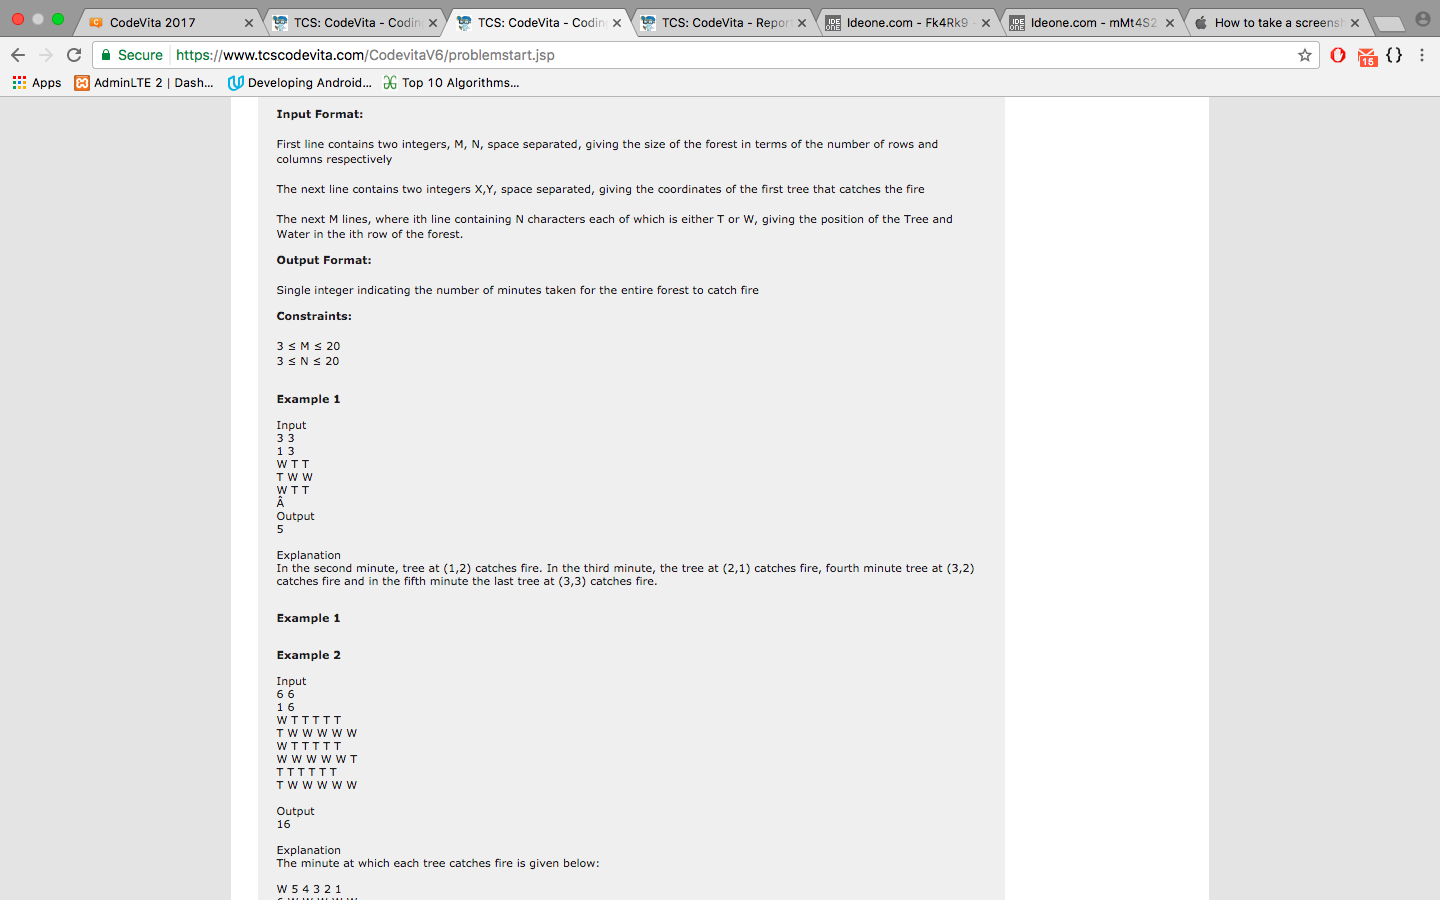 CodeVita 2017
TCS: CodeVita - Codin
TCS: CodeVita - Codin
TCS: CodeVita - Repor
Ideone.com - Fk4Rk9 -
Ideone.com - mMt4S2
How to take a screensh
Secure https://www.tcscodevita.com/CodevitaV6/problemstart.jsp
15 {}
Apps AdminLTE 2 | Dash... Developing Android... Top 10 Algorithms...
Input Format:
First line contains two integers, M, N, space separated, giving the size of the forest in terms of the number of rows and
columns respectively
The next line contains two integers X,Y, space separated, giving the coordinates of the first tree that catches the fire
The next M lines, where ith line containing N characters each of which is either T or W, giving the position of the Tree and
Water in the ith row of the forest.
Output Format:
Single integer indicating the number of minutes taken for the entire forest to catch fire
Constraints:
3 ≤ M ≤ 20
3 ≤ N ≤ 20
Example 1
Input
3 3
1 3
W T T
T W W
W T T
Â
Output
5
Explanation
In the second minute, tree at (1,2) catches fire. In the third minute, the tree at (2,1) catches fire, fourth minute tree at (3,2)
catches fire and in the fifth minute the last tree at (3,3) catches fire.
Example 1
Example 2
Input
6 6
1 6
W T T T T T
T W W W W W
W T T T T T
W W W W W T
T T T T T T
T W W W W W
Output
16
Explanation
The minute at which each tree catches fire is given below:
W 5 4 3 2 1
6 W W W W W